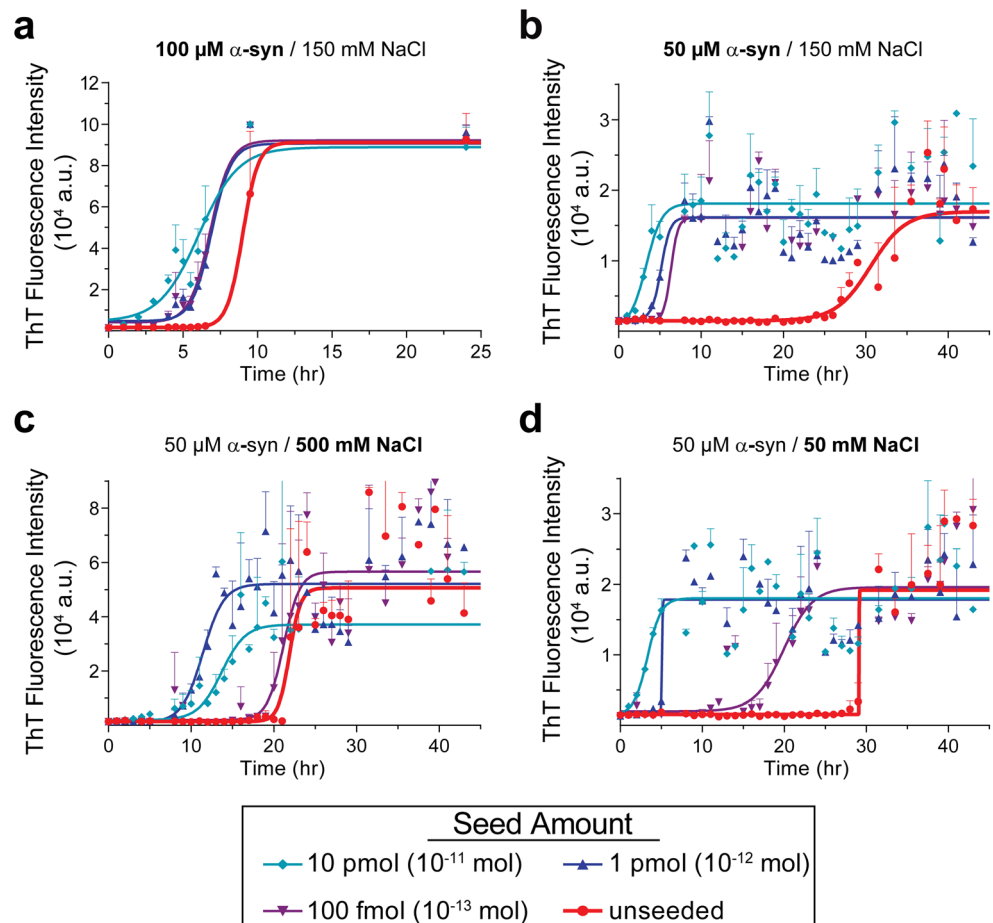 a
100 µM α-syn / 150 mM NaCl
ThT Fluorescence Intensity
(10⁴ a.u.)
12
10
8
6
4
2
0
5
10
15
20
25
Time (hr)
b
50 µM α-syn / 150 mM NaCl
ThT Fluorescence Intensity
(10⁴ a.u.)
3
2
1
0
10
20
30
40
Time (hr)
c
50 µM α-syn / 500 mM NaCl
ThT Fluorescence Intensity
(10⁴ a.u.)
8
6
4
2
0
10
20
30
40
Time (hr)
d
50 µM α-syn / 50 mM NaCl
ThT Fluorescence Intensity
(10⁴ a.u.)
3
2
1
0
10
20
30
40
Time (hr)
Seed Amount
10 pmol (10⁻¹¹ mol)
1 pmol (10⁻¹² mol)
100 fmol (10⁻¹³ mol)
unseeded